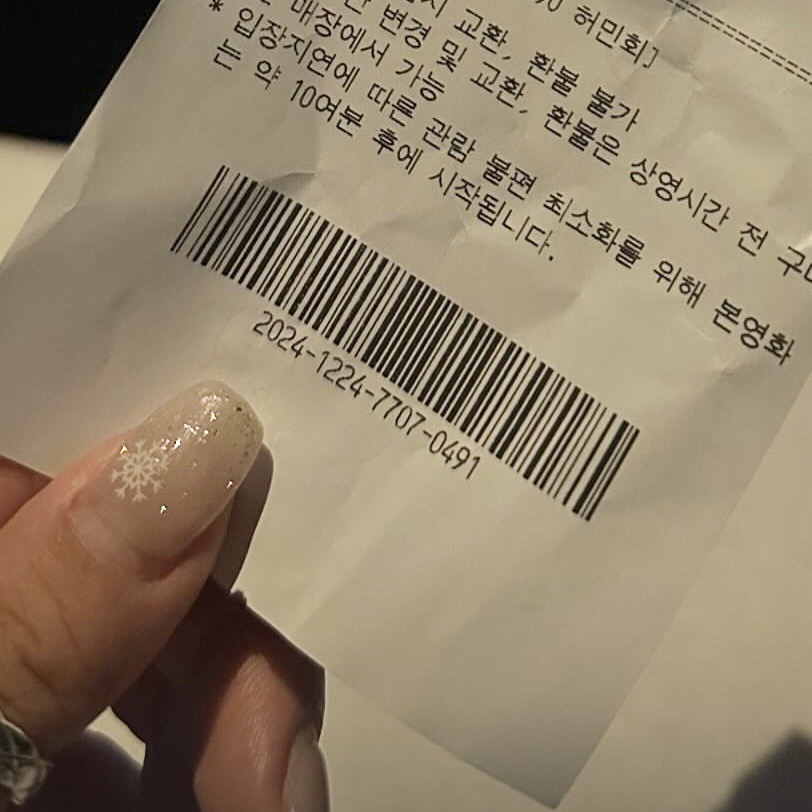 허민회]
교환, 환불 불가
변경 및 교환, 환불은 상영시간 전
매장에서 가능
* 입장지연에 따른 관람 불편 최소화를 위해 본영화
는 약 10여분 후에 시작됩니다.
2024-1224-7707-0491